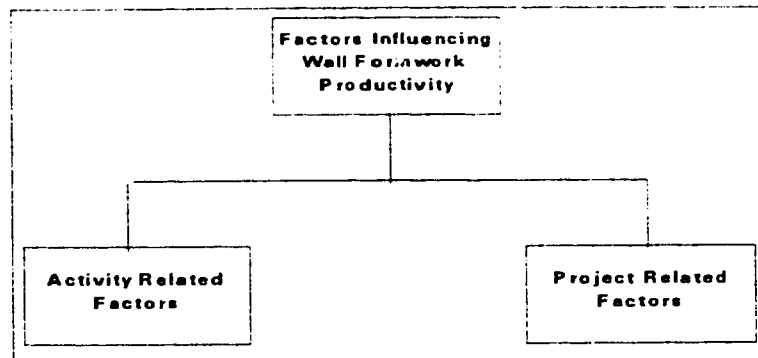 Factors Influencing
Wall Formwork
Productivity
Activity Related
Factors
Project Related
Factors